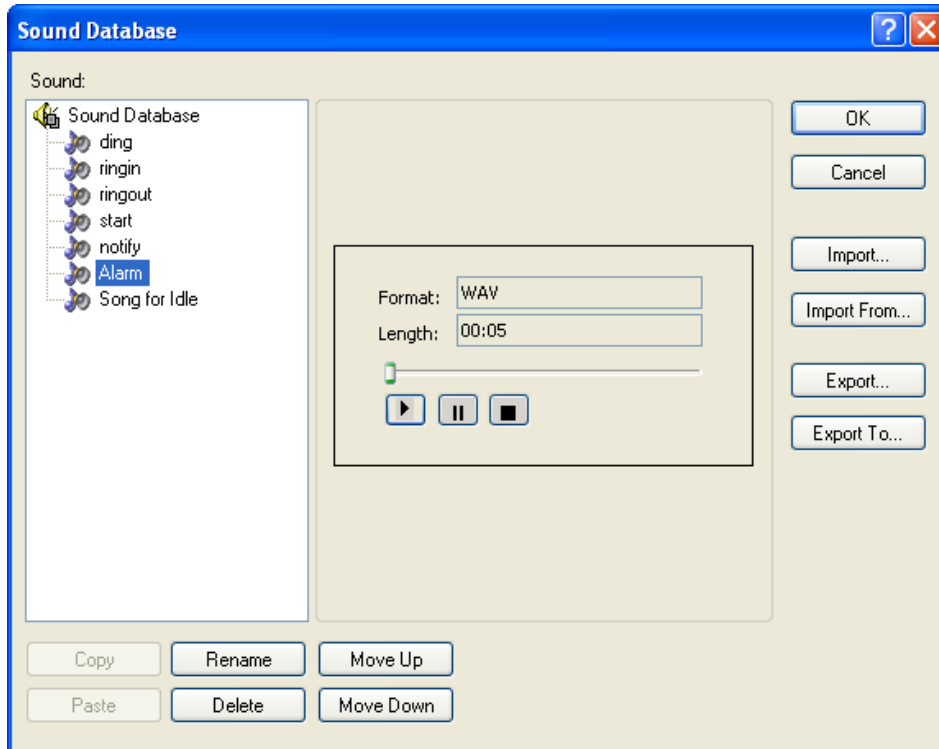 Sound Database
Sound:
Sound Database
ding
ringin
ringout
start
notify
Alarm
Song for Idle
Format: WAV
Length: 00:05
OK
Cancel
Import...
Import From...
Export...
Export To...
Copy Rename Move Up
Paste Delete Move Down